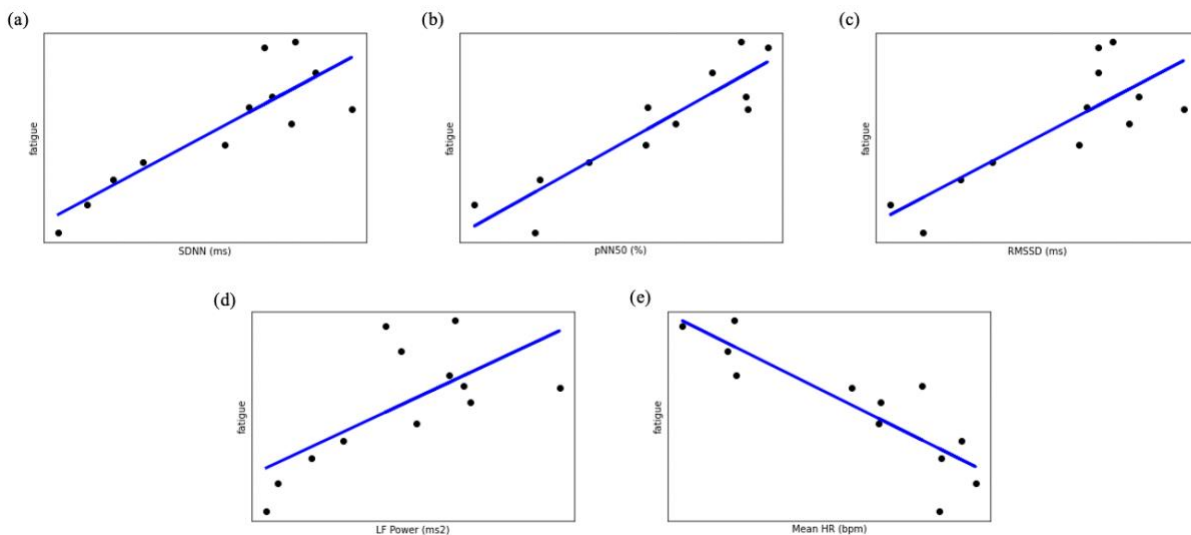 (a)
fatigue
SDNN (ms)
(b)
fatigue
pNN50 (%)
(c)
fatigue
RMSSD (ms)
(d)
fatigue
LF Power (ms2)
(e)
fatigue
Mean HR (bpm)